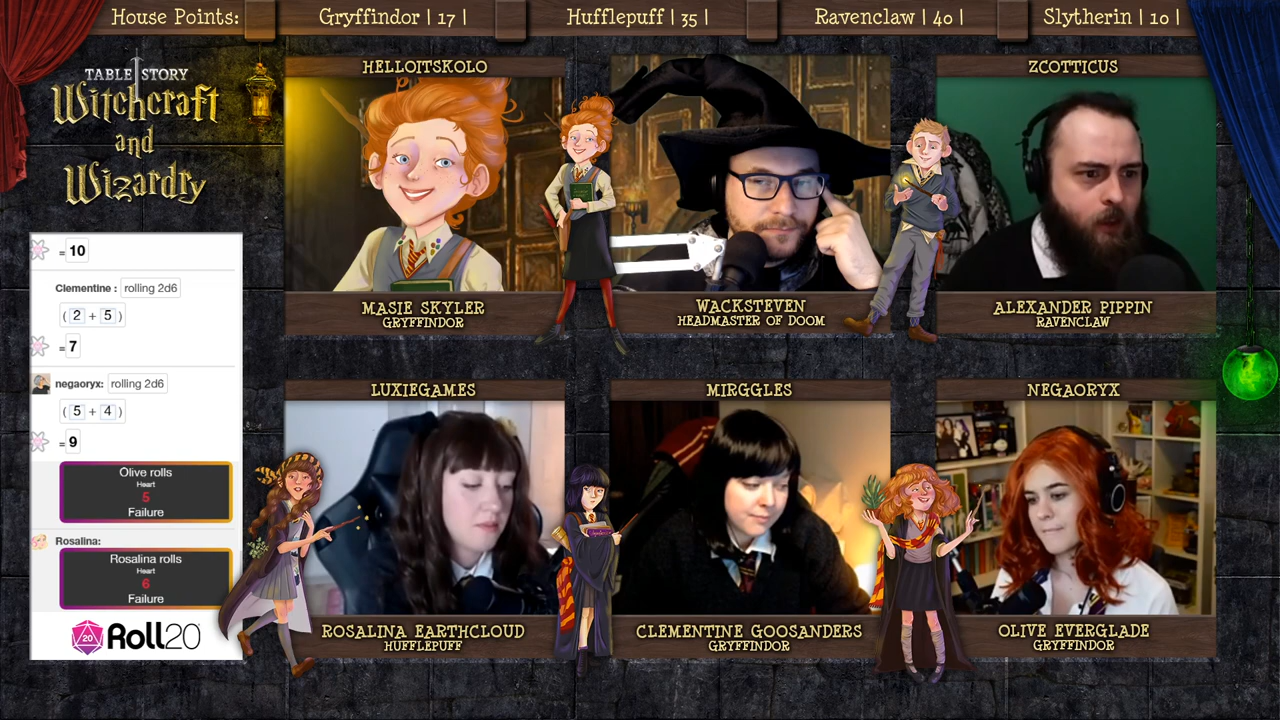 House Points:
Gryffindor | 17 |
Hufflepuff | 35 |
Ravenclaw | 40 |
Slytherin | 10 |
TABLE STORY
Witchcraft
and
Wizardry
HELLOITSKOLO
MASIE SKYLER
GRYFFINDOR
WACKSTEVEN
HEADMASTER OF DOOM
ZCOTTICUS
ALEXANDER PIPPIN
RAVENCLAW
= 10
Clementine : rolling 2d6
( 2 + 5 )
= 7
negaoryx: rolling 2d6
( 5 + 4 )
= 9
Olive rolls
Heart
5
Failure
Rosalina:
Rosalina rolls
Heart
6
Failure
20 Roll20
LUXIEGAMES
ROSALINA EARTHCLOUD
HUFFLEPUFF
MIRGGLES
CLEMENTINE GOOSANDERS
GRYFFINDOR
NEGAORYX
OLIVE EVERGLADE
GRYFFINDOR